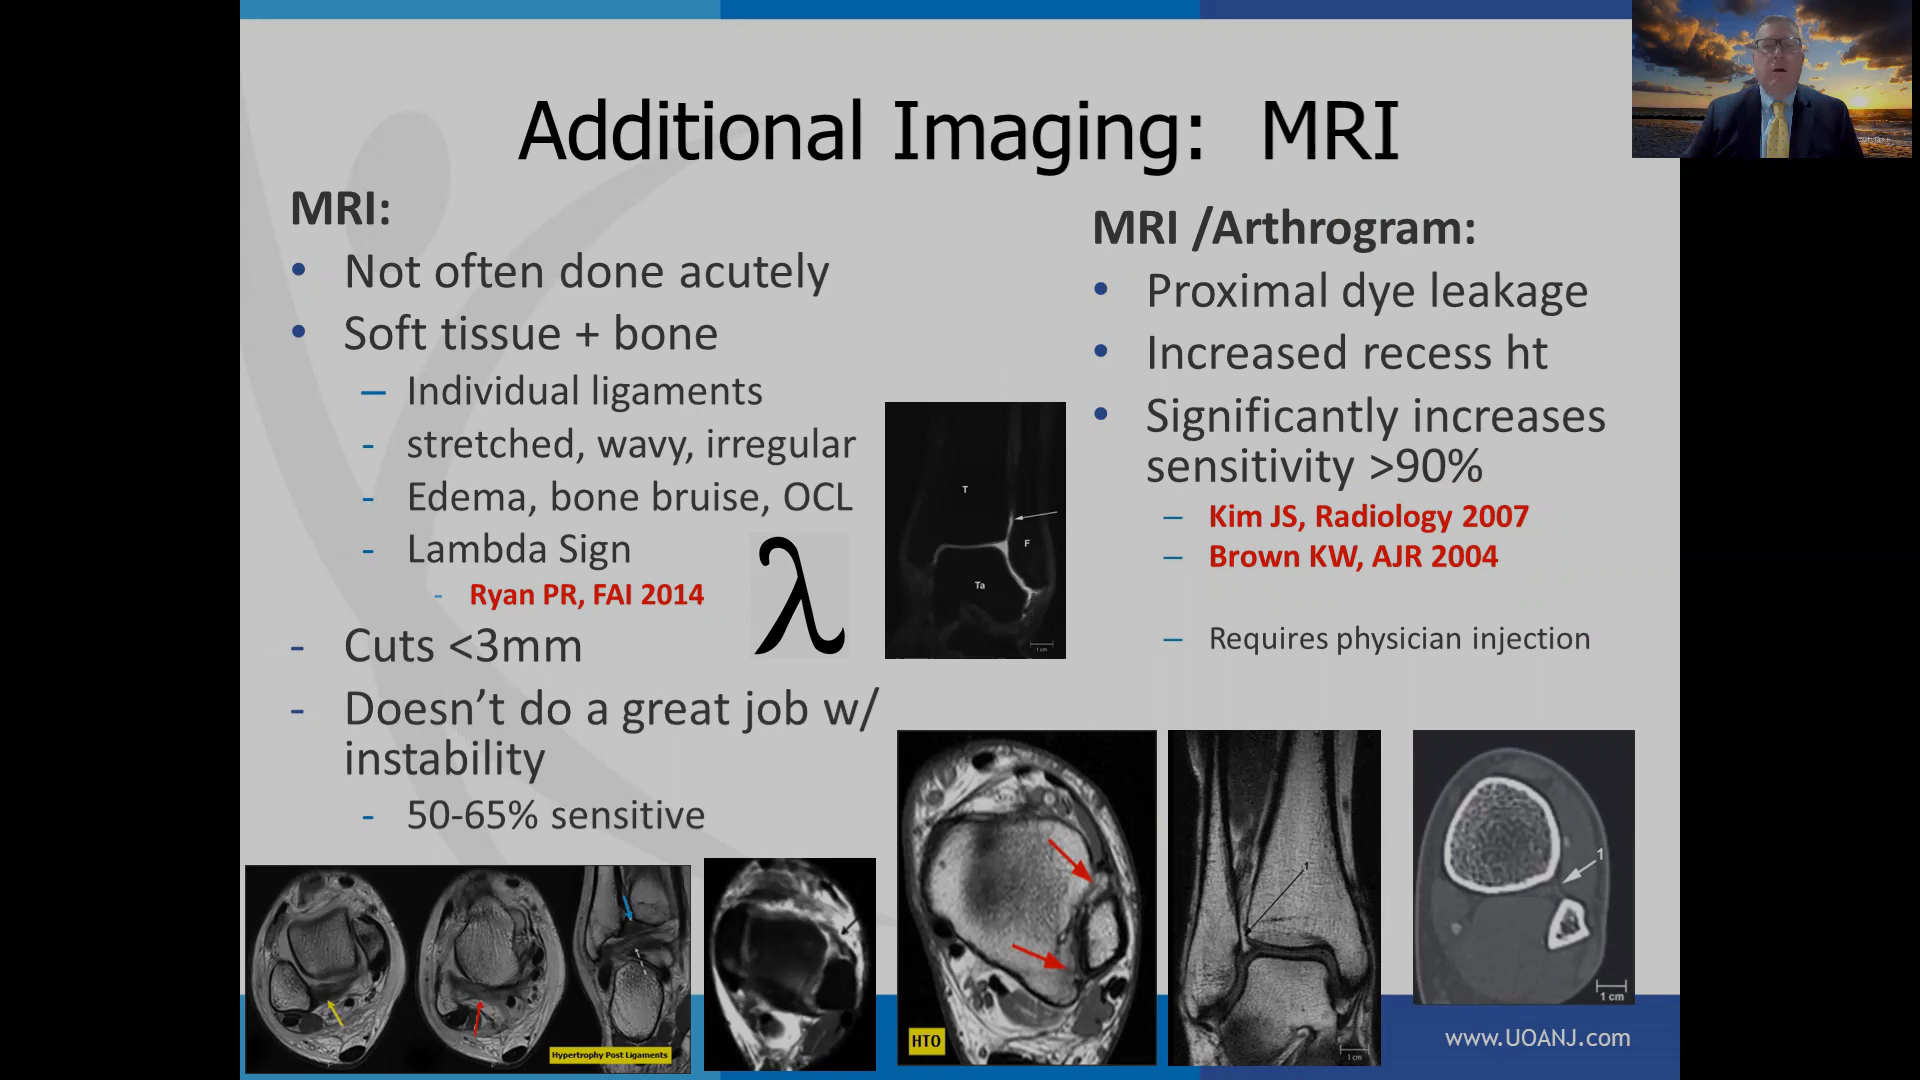 Additional Imaging: MRI
MRI:
• Not often done acutely
• Soft tissue + bone
– Individual ligaments
- stretched, wavy, irregular
- Edema, bone bruise, OCL
- Lambda Sign
- Ryan PR, FAI 2014
- Cuts <3mm
- Doesn’t do a great job w/
instability
- 50-65% sensitive
λ
T
F
Ta
1 cm
MRI /Arthrogram:
• Proximal dye leakage
• Increased recess ht
• Significantly increases
sensitivity >90%
– Kim JS, Radiology 2007
– Brown KW, AJR 2004
– Requires physician injection
Hypertrophy Post Ligaments
HTO
1
1 cm
1
1 cm
www.UOANJ.com